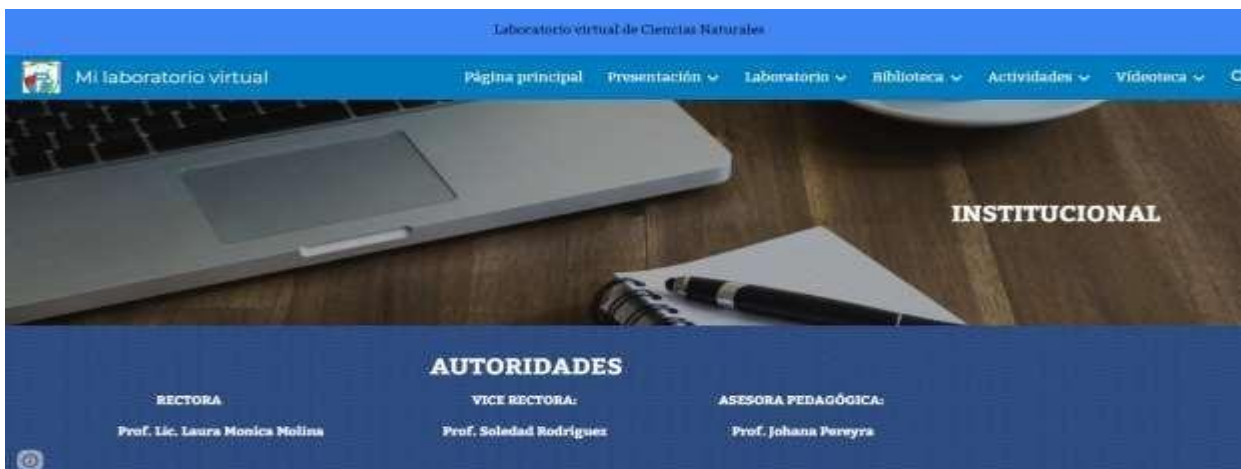 Laboratorio virtual de Ciencias Naturales
Mi laboratorio virtual
Página principal Presentación Laboratorio Biblioteca Actividades Vídeoteca
INSTITUCIONAL
AUTORIDADES
RECTORA VICE RECTORA: ASESORA PEDAGÓGICA:
Prof. Lic. Laura Monica Molina Prof. Soledad Rodriguez Prof. Johana Pereyra